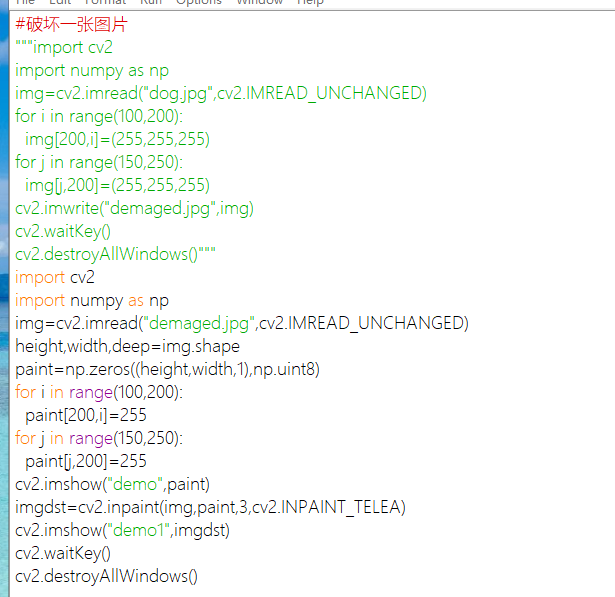 File Edit Format Run Options Window Help
#破坏一张图片
"""import cv2
import numpy as np
img=cv2.imread("dog.jpg",cv2.IMREAD_UNCHANGED)
for i in range(100,200):
  img[200,i]=(255,255,255)
for j in range(150,250):
  img[j,200]=(255,255,255)
cv2.imwrite("demaged.jpg",img)
cv2.waitKey()
cv2.destroyAllWindows()"""
import cv2
import numpy as np
img=cv2.imread("demaged.jpg",cv2.IMREAD_UNCHANGED)
height,width,deep=img.shape
paint=np.zeros((height,width,1),np.uint8)
for i in range(100,200):
  paint[200,i]=255
for j in range(150,250):
  paint[j,200]=255
cv2.imshow("demo",paint)
imgdst=cv2.inpaint(img,paint,3,cv2.INPAINT_TELEA)
cv2.imshow("demo1",imgdst)
cv2.waitKey()
cv2.destroyAllWindows()